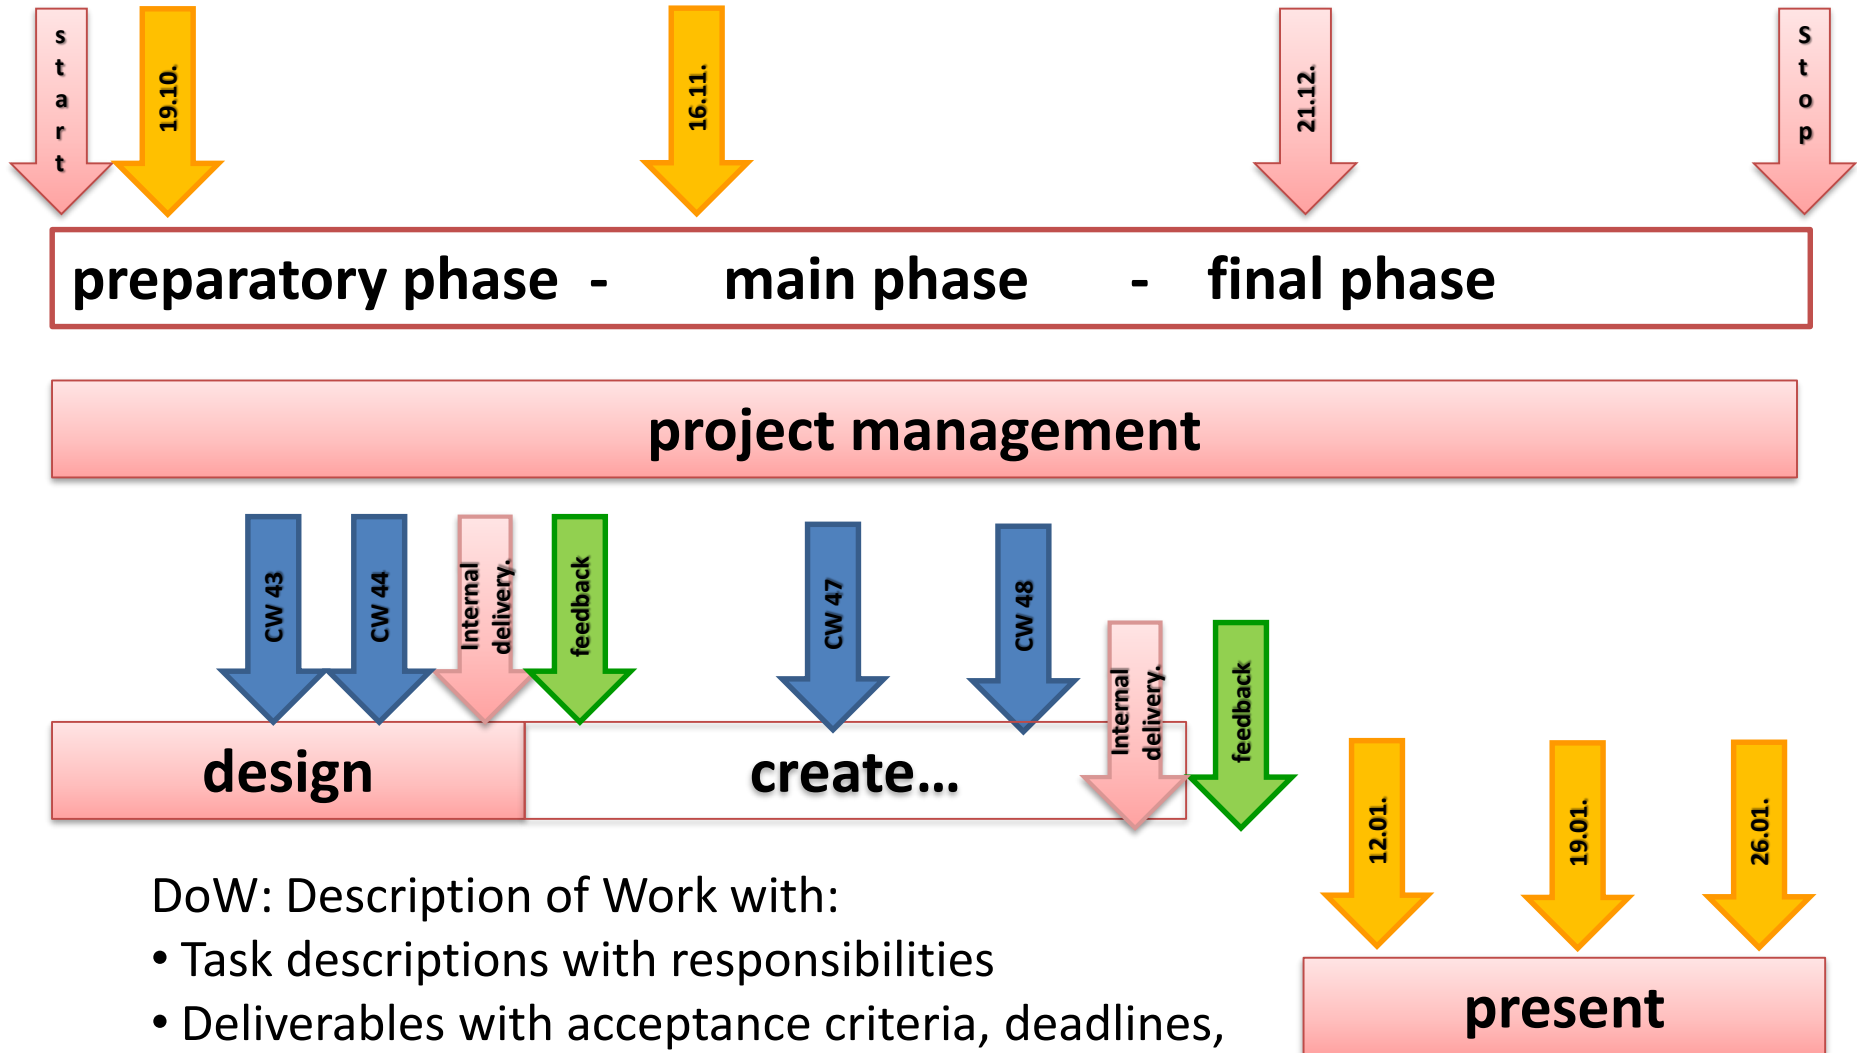 start
19.10.
16.11.
21.12.
Stop
preparatory phase - main phase - final phase
project management
CW 43
CW 44
Internal
delivery.
feedback
CW 47
CW 48
Internal
delivery.
feedback
design
create...
12.01.
19.01.
26.01.
present
DoW: Description of Work with:
• Task descriptions with responsibilities
• Deliverables with acceptance criteria, deadlines,